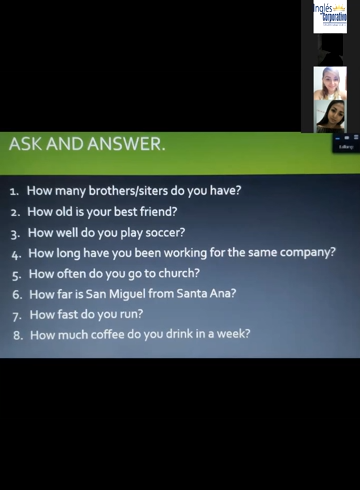 Inglés
Corporativo
ASK AND ANSWER.
1. How many brothers/siters do you have?
2. How old is your best friend?
3. How well do you play soccer?
4. How long have you been working for the same company?
5. How often do you go to church?
6. How far is San Miguel from Santa Ana?
7. How fast do you run?
8. How much coffee do you drink in a week?